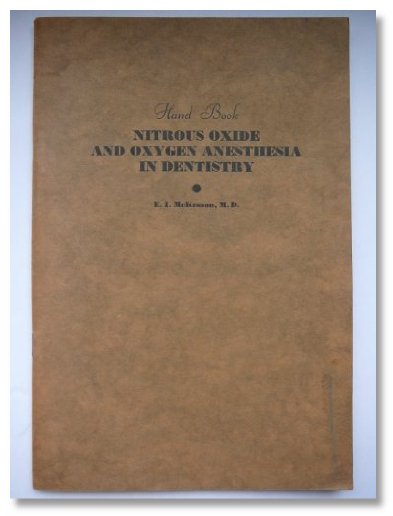 Hand Book
NITROUS OXIDE
AND OXYGEN ANESTHESIA
IN DENTISTRY
E. I. McKesson, M. D.